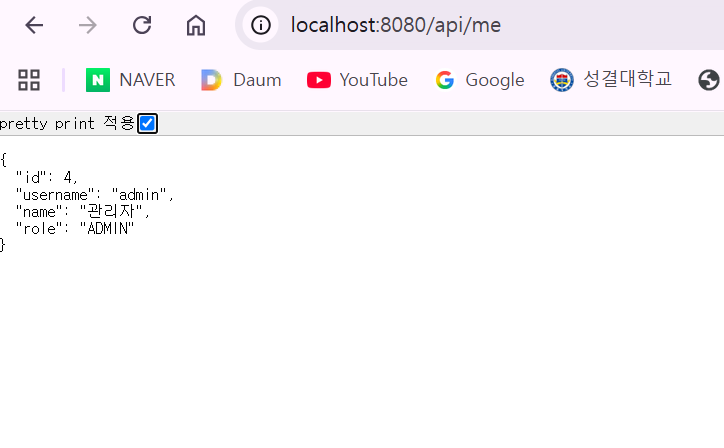 localhost:8080/api/me
NAVER Daum YouTube Google 성결대학교
pretty print 적용
{
  "id": 4,
  "username": "admin",
  "name": "관리자",
  "role": "ADMIN"
}